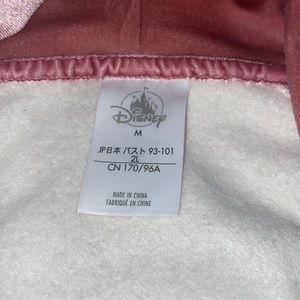 Disney
M
JP日本 バスト 93-101
2L
CN 170/96A
MADE IN CHINA
FABRIQUÉ EN CHINE